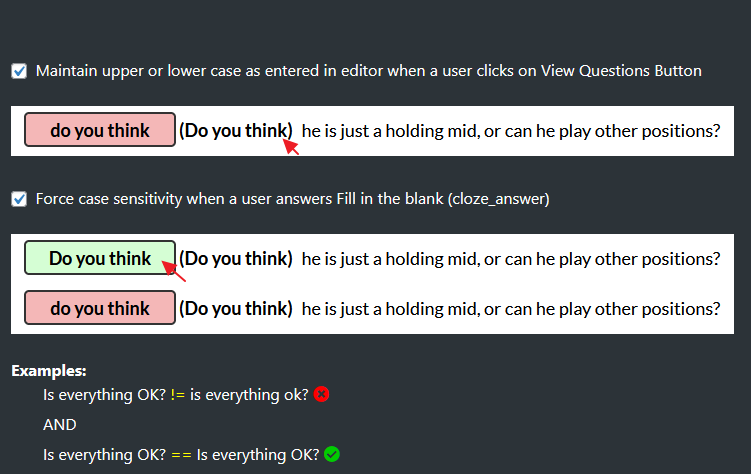 Maintain upper or lower case as entered in editor when a user clicks on View Questions Button
do you think (Do you think) he is just a holding mid, or can he play other positions?
Force case sensitivity when a user answers Fill in the blank (cloze_answer)
Do you think (Do you think) he is just a holding mid, or can he play other positions?
do you think (Do you think) he is just a holding mid, or can he play other positions?
Examples:
Is everything OK? != is everything ok?
AND
Is everything OK? == Is everything OK?